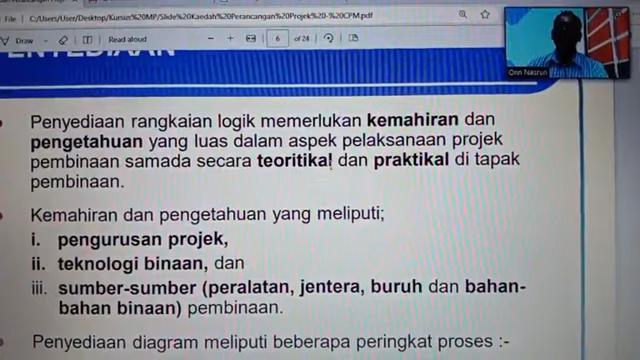 File | C:/Users/User/Desktop/Kursus%20MP/Slide%20Kaedah%20Perancangan%20Projek%20-%20CPM.pdf
Draw
Read aloud
6 of 24
Onn Nasrun
Penyediaan rangkaian logik memerlukan kemahiran dan
pengetahuan yang luas dalam aspek pelaksanaan projek
pembinaan samada secara teoritikal dan praktikal di tapak
pembinaan.
Kemahiran dan pengetahuan yang meliputi;
i. pengurusan projek,
ii. teknologi binaan, dan
iii. sumber-sumber (peralatan, jentera, buruh dan bahan-
bahan binaan) pembinaan.
Penyediaan diagram meliputi beberapa peringkat proses :-